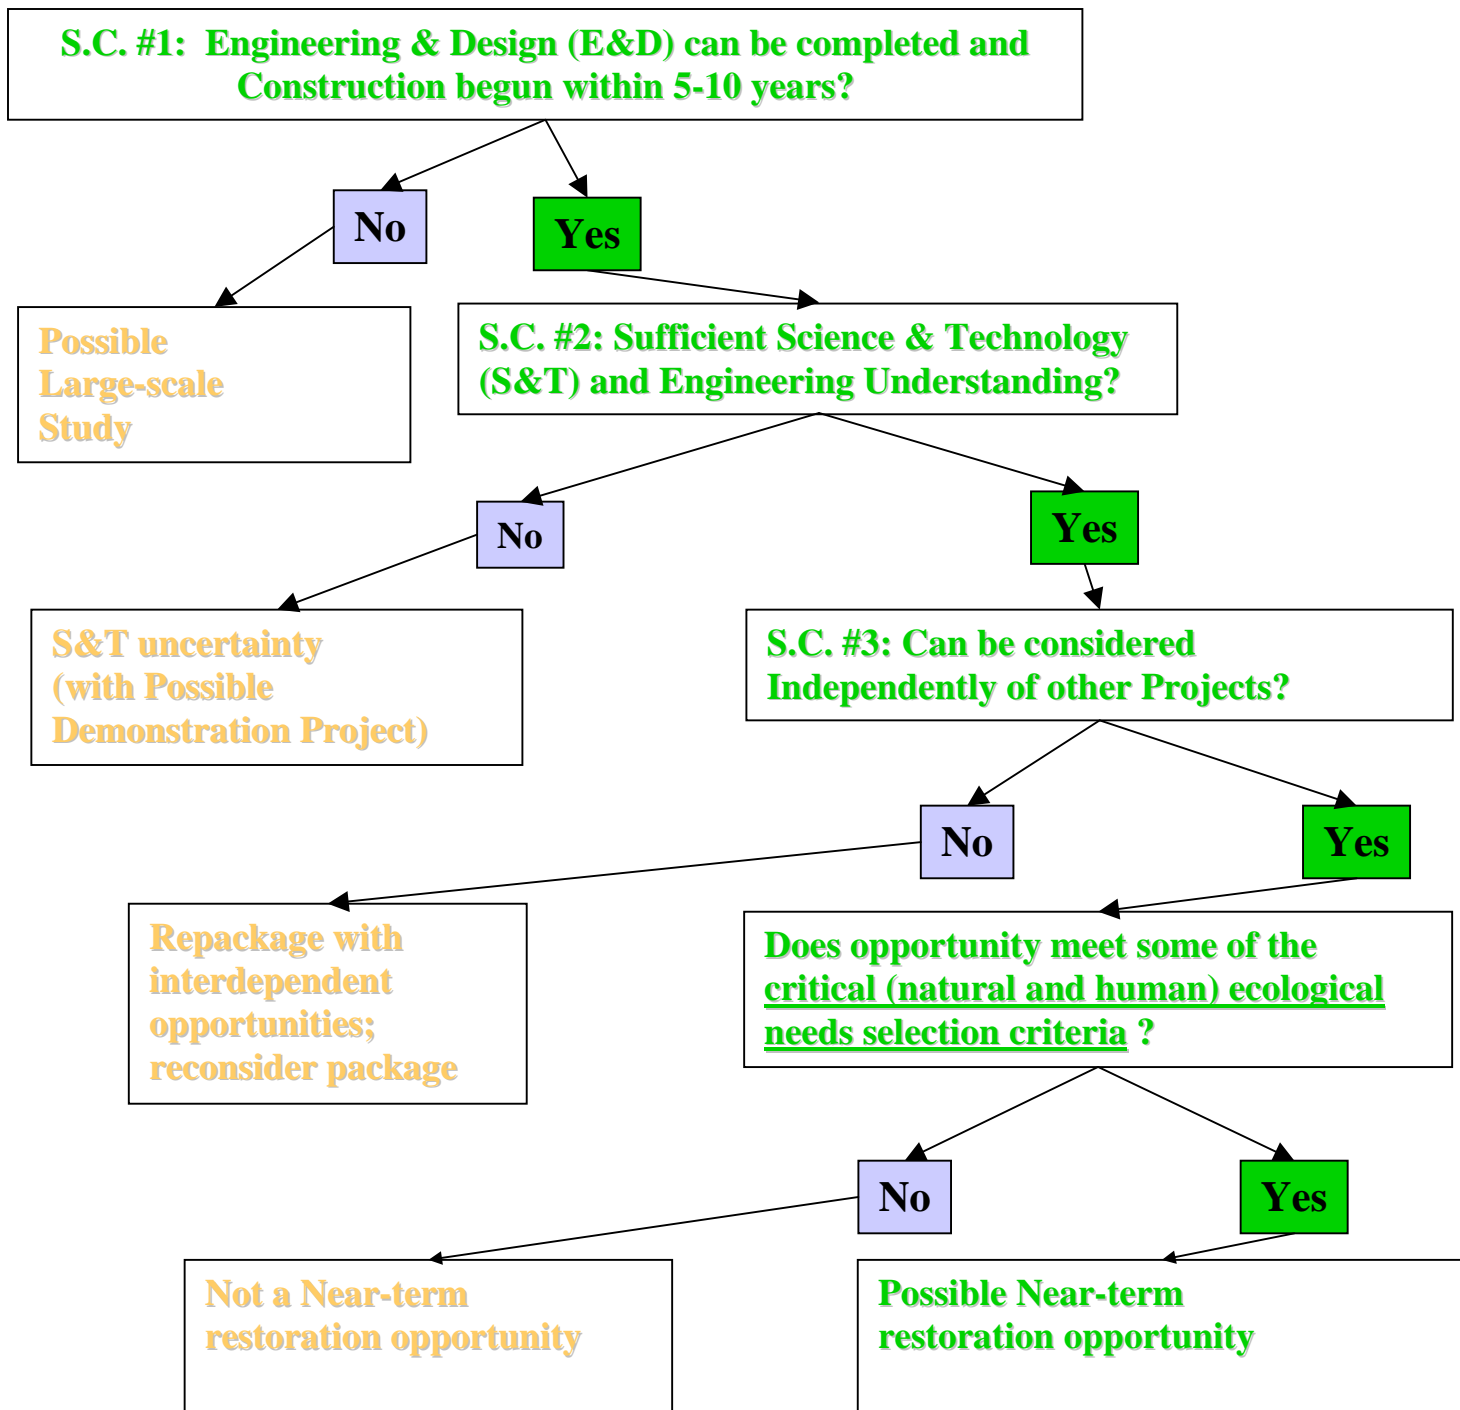 S.C. #1:  Engineering & Design (E&D) can be completed and
Construction begun within 5-10 years?
No
Yes
Possible
Large-scale
Study
S.C. #2: Sufficient Science & Technology
(S&T) and Engineering Understanding?
No
Yes
S&T uncertainty
(with Possible
Demonstration Project)
S.C. #3: Can be considered
Independently of other Projects?
No
Yes
Repackage with
interdependent
opportunities;
reconsider package
Does opportunity meet some of the
critical (natural and human) ecological
needs selection criteria ?
No
Yes
Not a Near-term
restoration opportunity
Possible Near-term
restoration opportunity